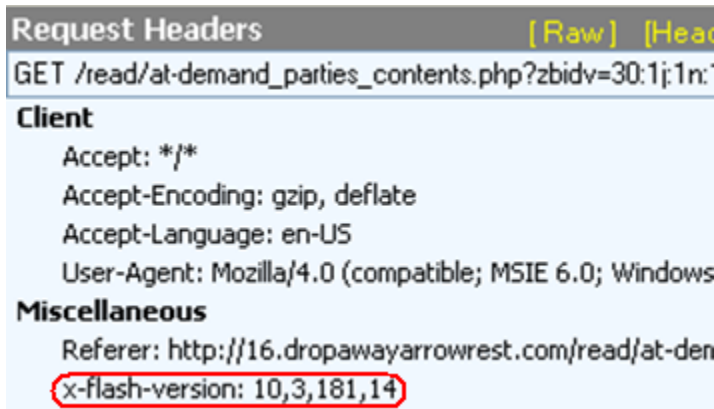 Request Headers [Raw] [Head
GET /read/at-demand_parties_contents.php?zbidv=30:1j:1n:1
Client
Accept: */*
Accept-Encoding: gzip, deflate
Accept-Language: en-US
User-Agent: Mozilla/4.0 (compatible; MSIE 6.0; Windows
Miscellaneous
Referer: http://16.dropawayarrowrest.com/read/at-dem
x-flash-version: 10,3,181,14